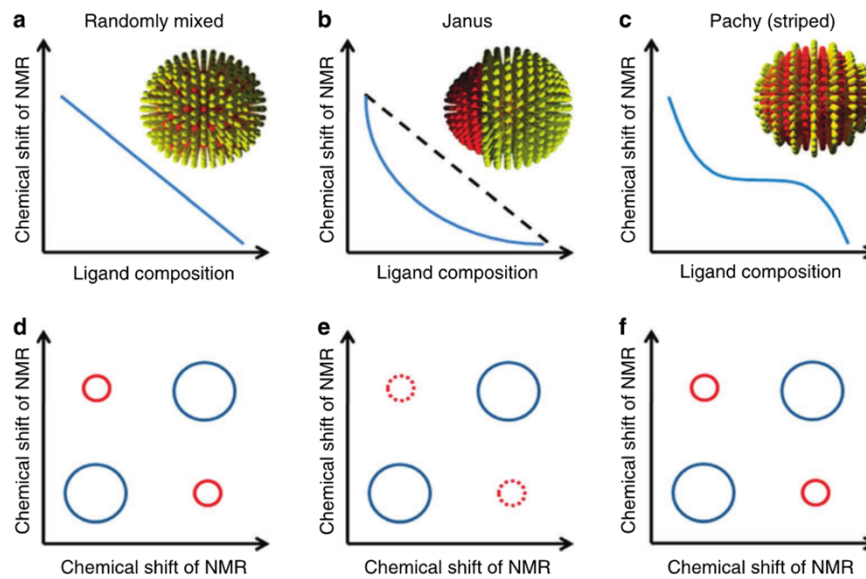 a Randomly mixed
Chemical shift of NMR
Ligand composition
b Janus
Chemical shift of NMR
Ligand composition
c Pachy (striped)
Chemical shift of NMR
Ligand composition
d
Chemical shift of NMR
Chemical shift of NMR
e
Chemical shift of NMR
Chemical shift of NMR
f
Chemical shift of NMR
Chemical shift of NMR